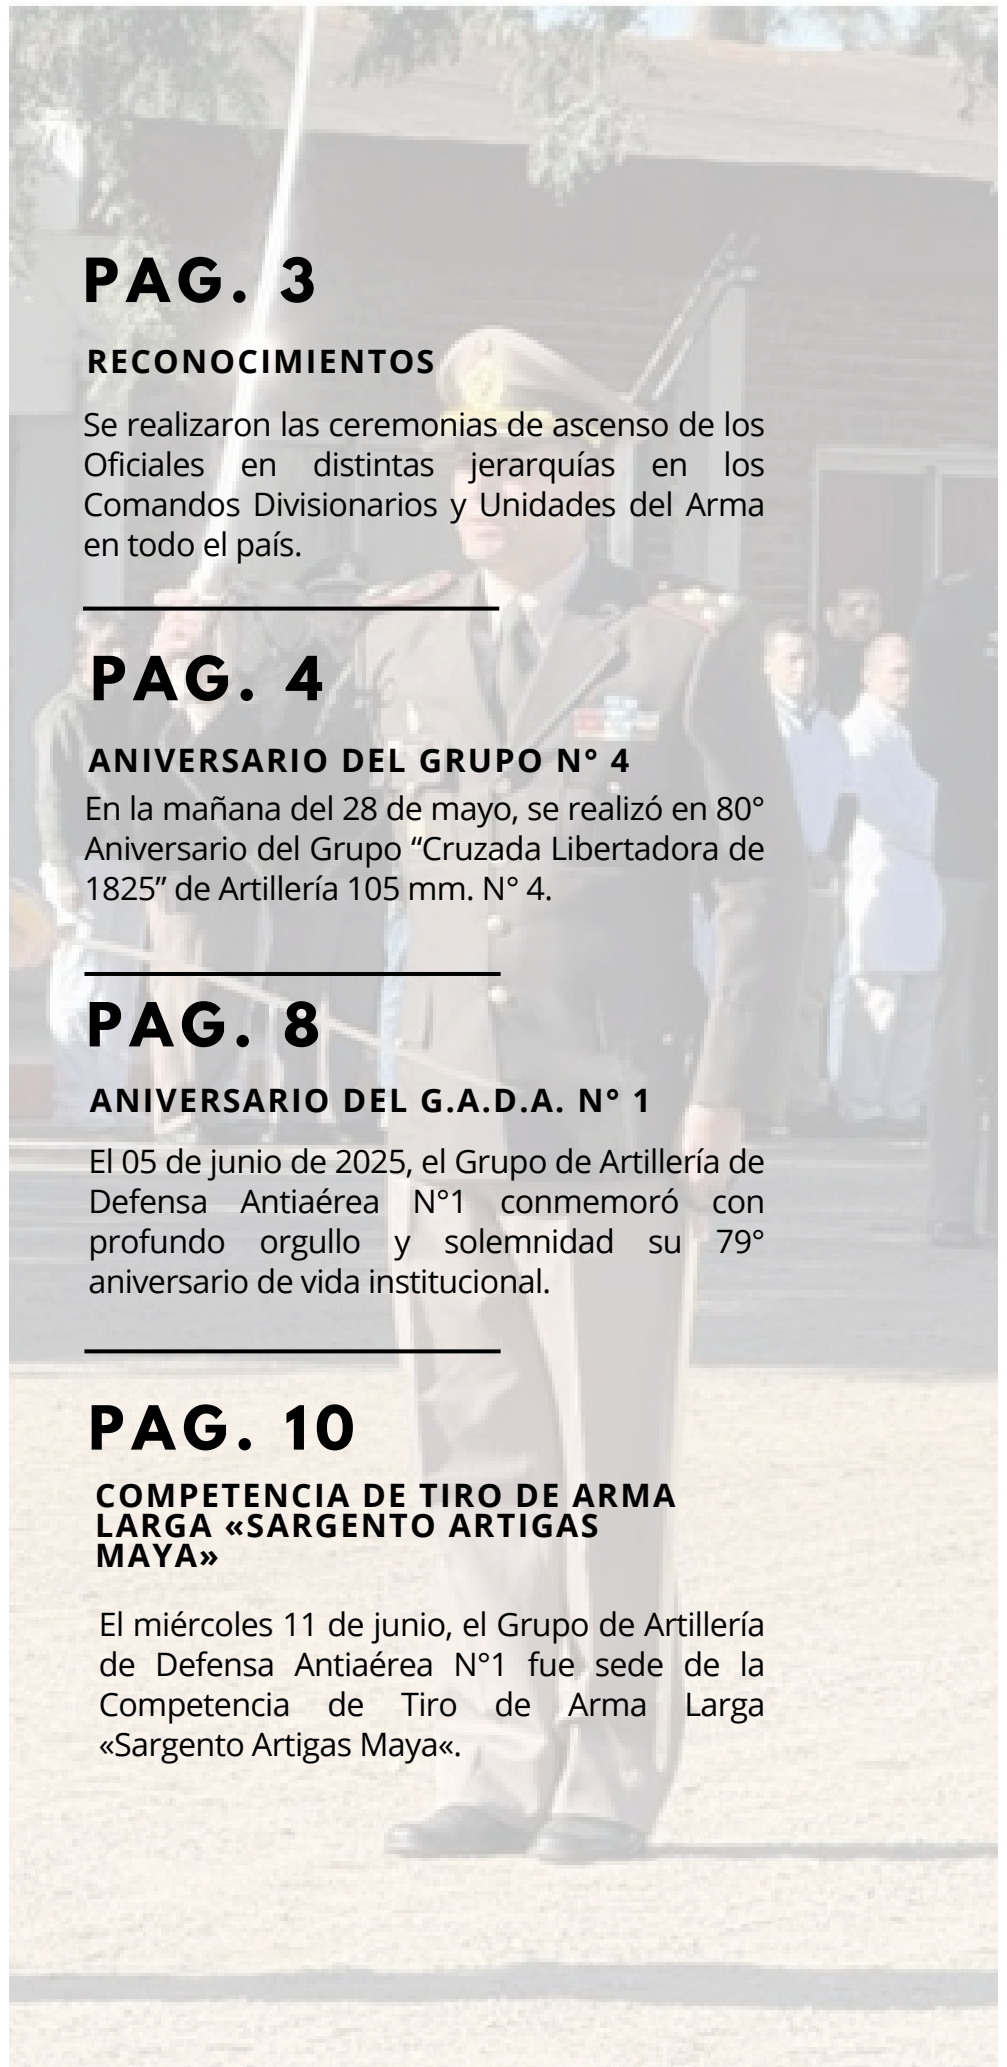 PAG. 3
RECONOCIMIENTOS
Se realizaron las ceremonias de ascenso de los
Oficiales en distintas jerarquías en los
Comandos Divisionarios y Unidades del Arma
en todo el país.
PAG. 4
ANIVERSARIO DEL GRUPO N° 4
En la mañana del 28 de mayo, se realizó en 80°
Aniversario del Grupo “Cruzada Libertadora de
1825” de Artillería 105 mm. N° 4.
PAG. 8
ANIVERSARIO DEL G.A.D.A. N° 1
El 05 de junio de 2025, el Grupo de Artillería de
Defensa Antiaérea N°1 conmemoró con
profundo orgullo y solemnidad su 79°
aniversario de vida institucional.
PAG. 10
COMPETENCIA DE TIRO DE ARMA
LARGA «SARGENTO ARTIGAS
MAYA»
El miércoles 11 de junio, el Grupo de Artillería
de Defensa Antiaérea N°1 fue sede de la
Competencia de Tiro de Arma Larga
«Sargento Artigas Maya«.